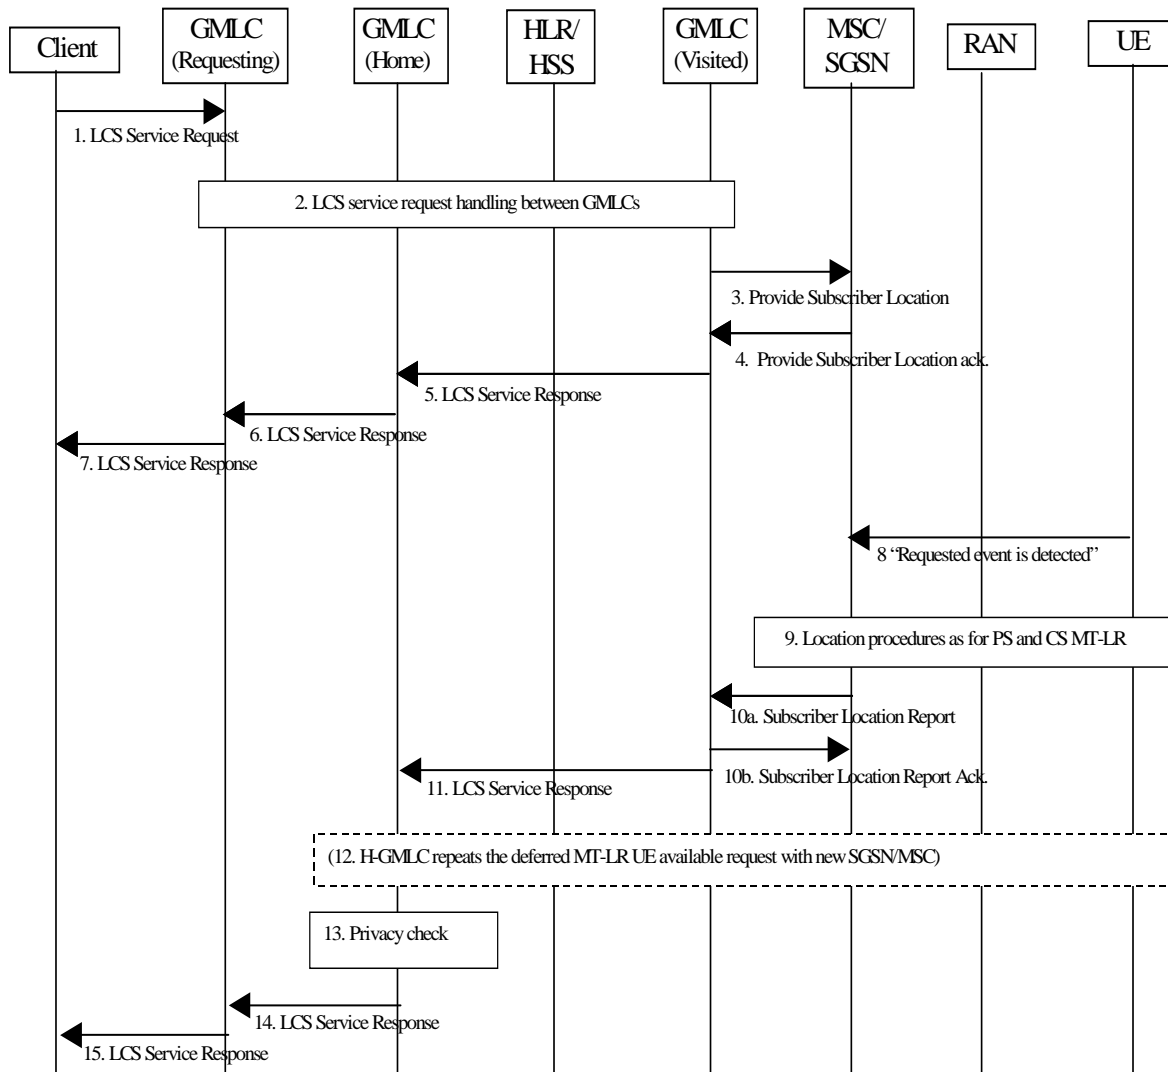 Client
GMLC
(Requesting)
GMLC
(Home)
HLR/
HSS
GMLC
(Visited)
MSC/
SGSN
RAN
UE
1. LCS Service Request
2. LCS service request handling between GMLCs
3. Provide Subscriber Location
4. Provide Subscriber Location ack.
5. LCS Service Response
6. LCS Service Response
7. LCS Service Response
8 “Requested event is detected”
9. Location procedures as for PS and CS MT-LR
10a. Subscriber Location Report
10b. Subscriber Location Report Ack.
11. LCS Service Response
(12. H-GMLC repeats the deferred MT-LR UE available request with new SGSN/MSC)
13. Privacy check
14. LCS Service Response
15. LCS Service Response